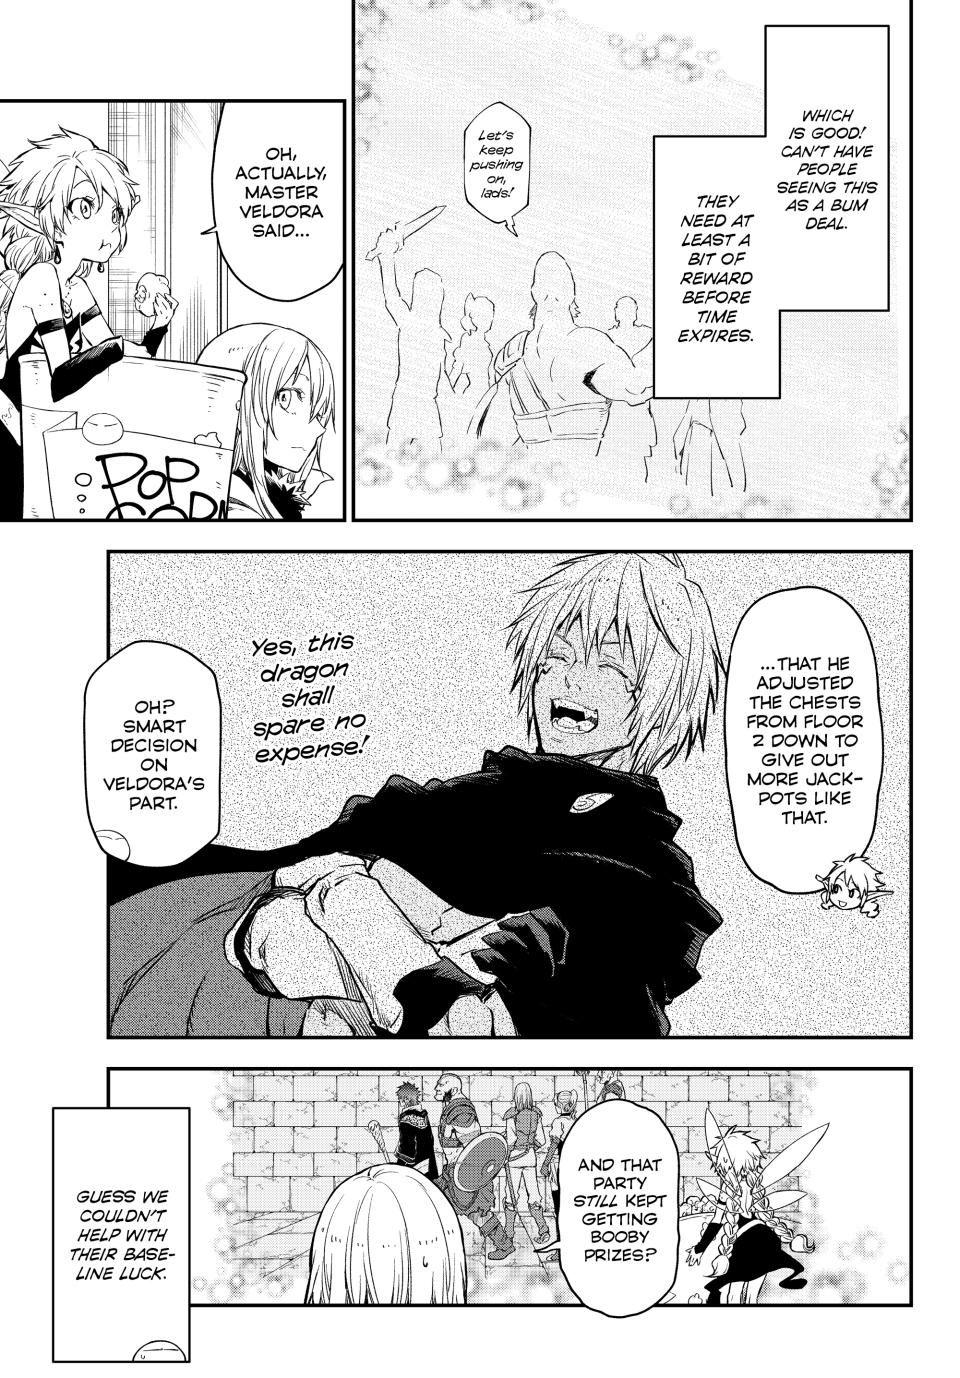 WHICH
IS GOOD!
CAN'T HAVE
PEOPLE
SEEING THIS
AS A BUM
DEAL.
THEY
NEED AT
LEAST A
BIT OF
REWARD
BEFORE
TIME
EXPIRES.
Let's
keep
pushing
on,
lads!
OH,
ACTUALLY,
MASTER
VELDORA
SAID...
POP
CORN
...THAT HE
ADJUSTED
THE CHESTS
FROM FLOOR
2 DOWN TO
GIVE OUT
MORE JACK-
POTS LIKE
THAT.
Yes, this
dragon
shall
spare no
expense!
OH?
SMART
DECISION
ON
VELDORA'S
PART.
AND THAT
PARTY
STILL KEPT
GETTING
BOOBY
PRIZES?
GUESS WE
COULDN'T
HELP WITH
THEIR BASE-
LINE LUCK.